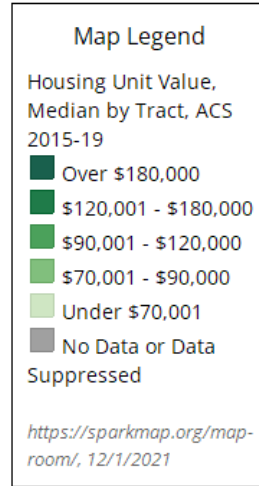 Map Legend
Housing Unit Value,
Median by Tract, ACS
2015-19
Over $180,000
$120,001 - $180,000
$90,001 - $120,000
$70,001 - $90,000
Under $70,001
No Data or Data
Suppressed
https://sparkmap.org/map-
room/, 12/1/2021